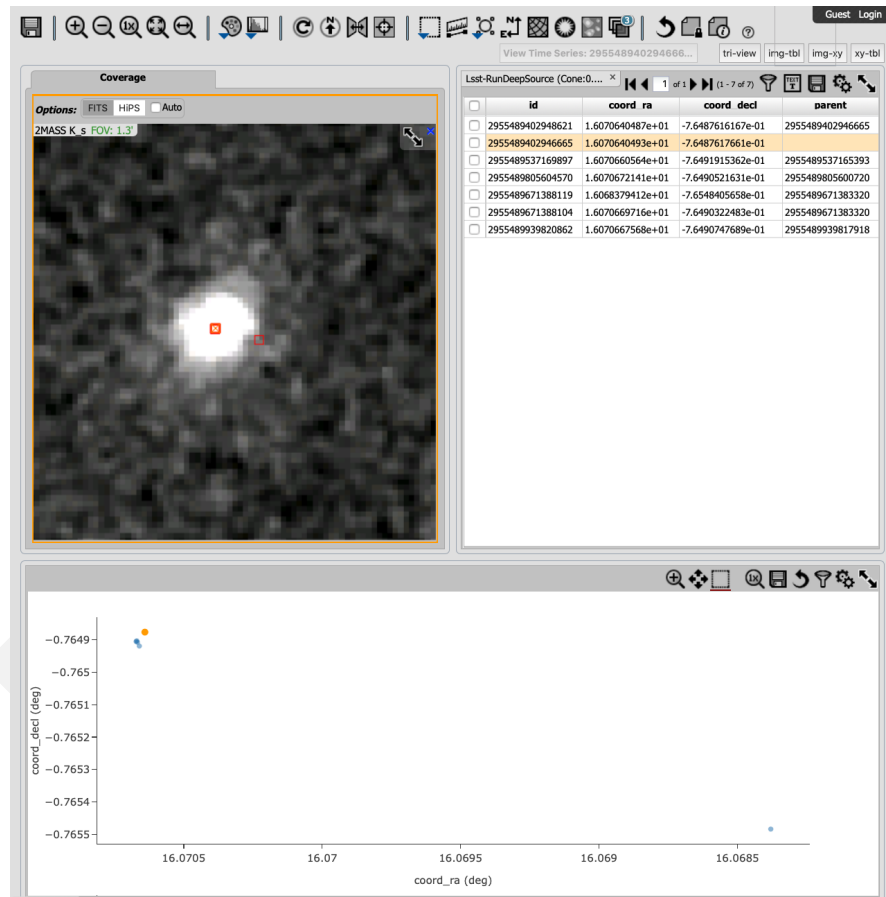 Guest Login
View Time Series: 295548940294666...
tri-view img-tbl img-xy xy-tbl
Coverage
Options: FITS HiPS Auto
2MASS K_s FOV: 1.3'
Lsst-RunDeepSource (Cone:0.... × 1 of 1 (1 - 7 of 7) TEXT
id coord_ra coord_decl parent
2955489402948621 1.6070640487e+01 -7.6487616167e-01 2955489402946665
2955489402946665 1.6070640493e+01 -7.6487617661e-01
2955489537169897 1.6070660564e+01 -7.6491915362e-01 2955489537165393
2955489805604570 1.6070672141e+01 -7.6490521631e-01 2955489805600720
2955489671388119 1.6068379412e+01 -7.6548405658e-01 2955489671383320
2955489671388104 1.6070669716e+01 -7.6490322483e-01 2955489671383320
2955489939820862 1.6070667568e+01 -7.6490747689e-01 2955489939817918
−0.7649
−0.765
−0.7651
−0.7652
−0.7653
−0.7654
−0.7655
coord_decl (deg)
16.0705 16.07 16.0695 16.069 16.0685
coord_ra (deg)